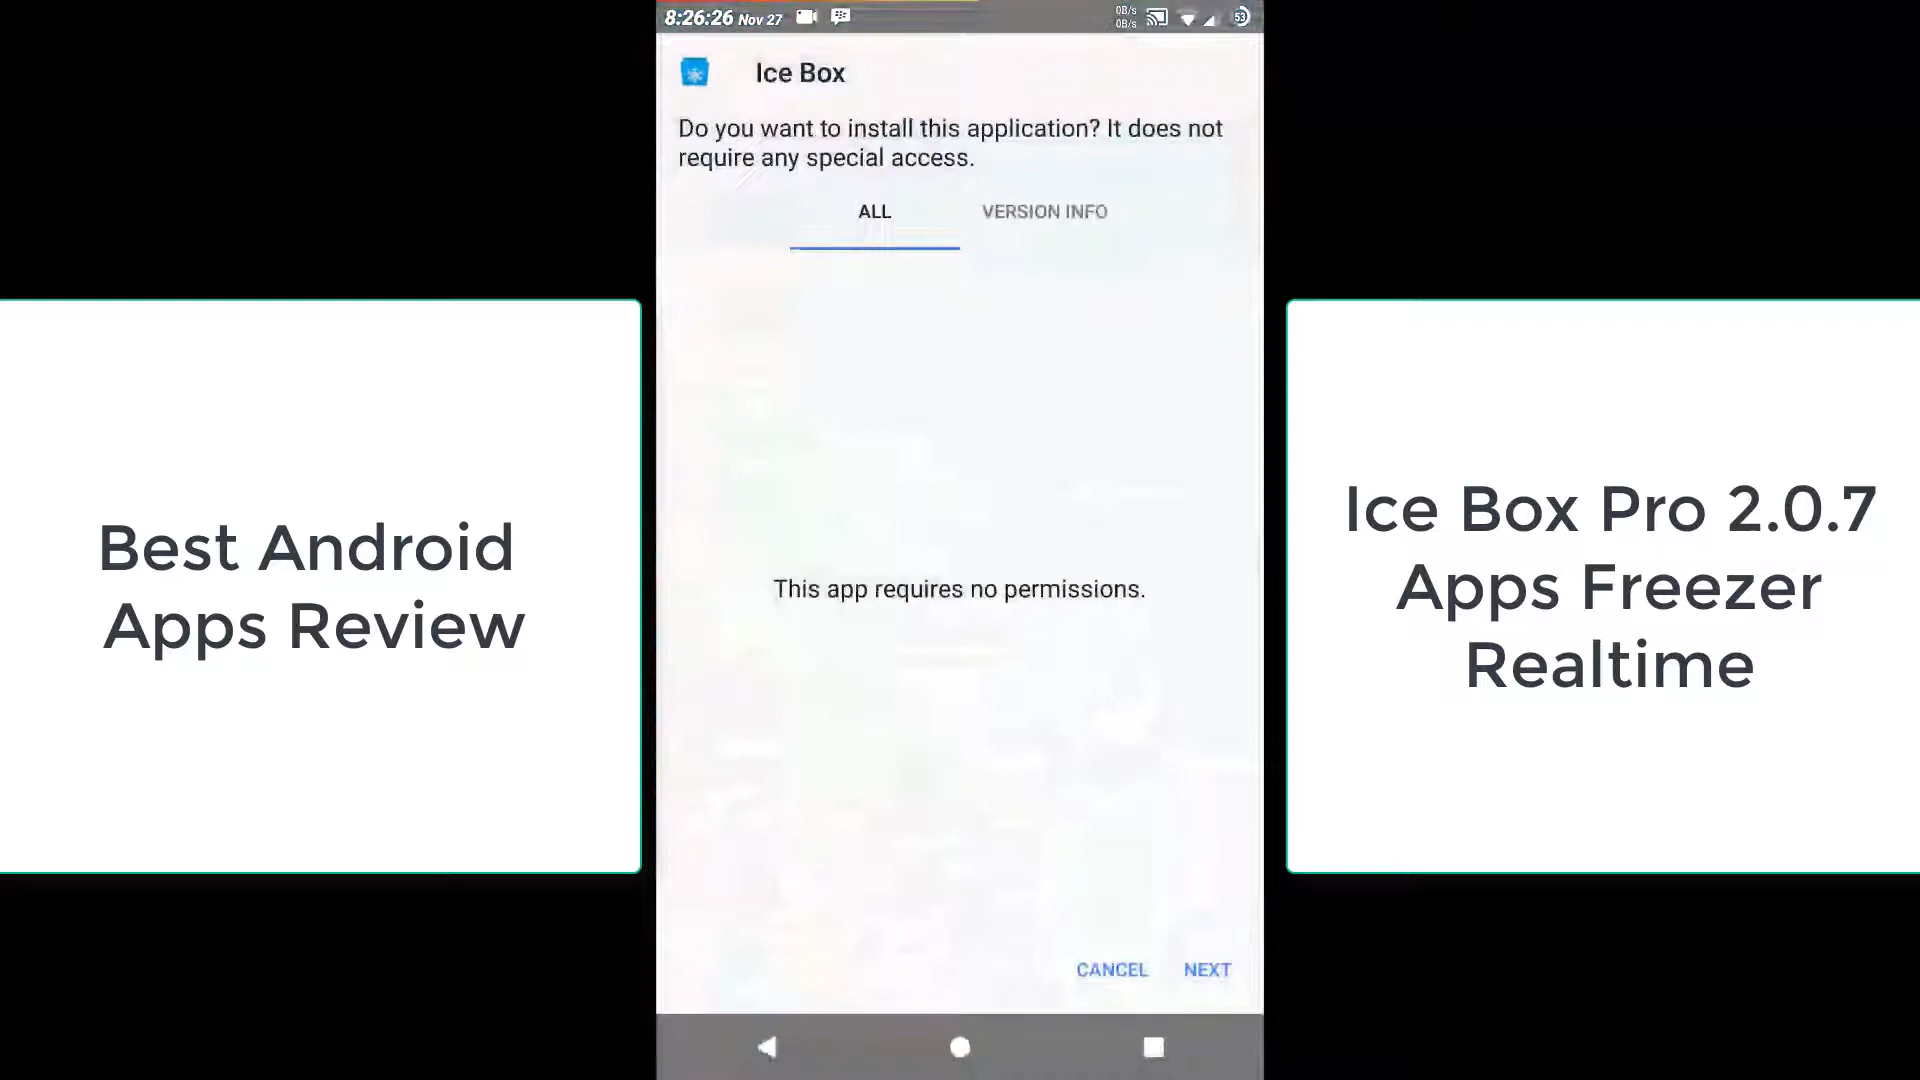 8:26:26 Nov 27
0B/s
0B/s
53
Ice Box
Do you want to install this application? It does not
require any special access.
ALL
VERSION INFO
This app requires no permissions.
CANCEL
NEXT
Best Android
Apps Review
Ice Box Pro 2.0.7
Apps Freezer
Realtime